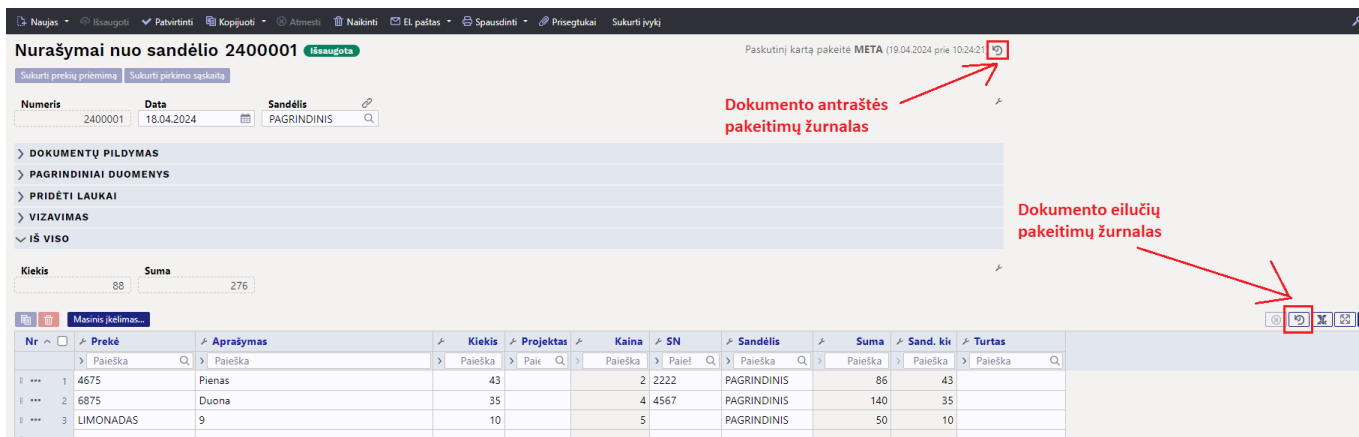 Naujas Išsaugoti Patvirtinti Kopijuoti Atmesti Naikinti El. paštas Spausdinti Prisegtukai Sukurti įvykį
Nurašymai nuo sandėlio 2400001 Išsaugota
Paskutinį kartą pakeitė META (19.04.2024 prie 10:24:21)
Sukurti prekių priėmimą Sukurti pirkimo sąskaitą
Numeris Data Sandėlis
2400001 18.04.2024 PAGRINDINIS
Dokumento antraštės
pakeitimų žurnalas
DOKUMENTŲ PILDYMAS
PAGRINDINIAI DUOMENYS
PRIDĖTI LAUKAI
VIZAVIMAS
IŠ VISO
Dokumento eilučių
pakeitimų žurnalas
Kiekis Suma
88 276
Masinis įkėlimas...
Nr Prekė Aprašymas Kiekis Projektas Kaina SN Sandėlis Suma Sand. kie Turtas
Paieška Paieška Paieška Paie Paieška Paieš Paieška Paieška Paieška Paieška
1 4675 Pienas 43 2 2222 PAGRINDINIS 86 43
2 6875 Duona 35 4 4567 PAGRINDINIS 140 35
3 LIMONADAS 9 10 5 PAGRINDINIS 50 10